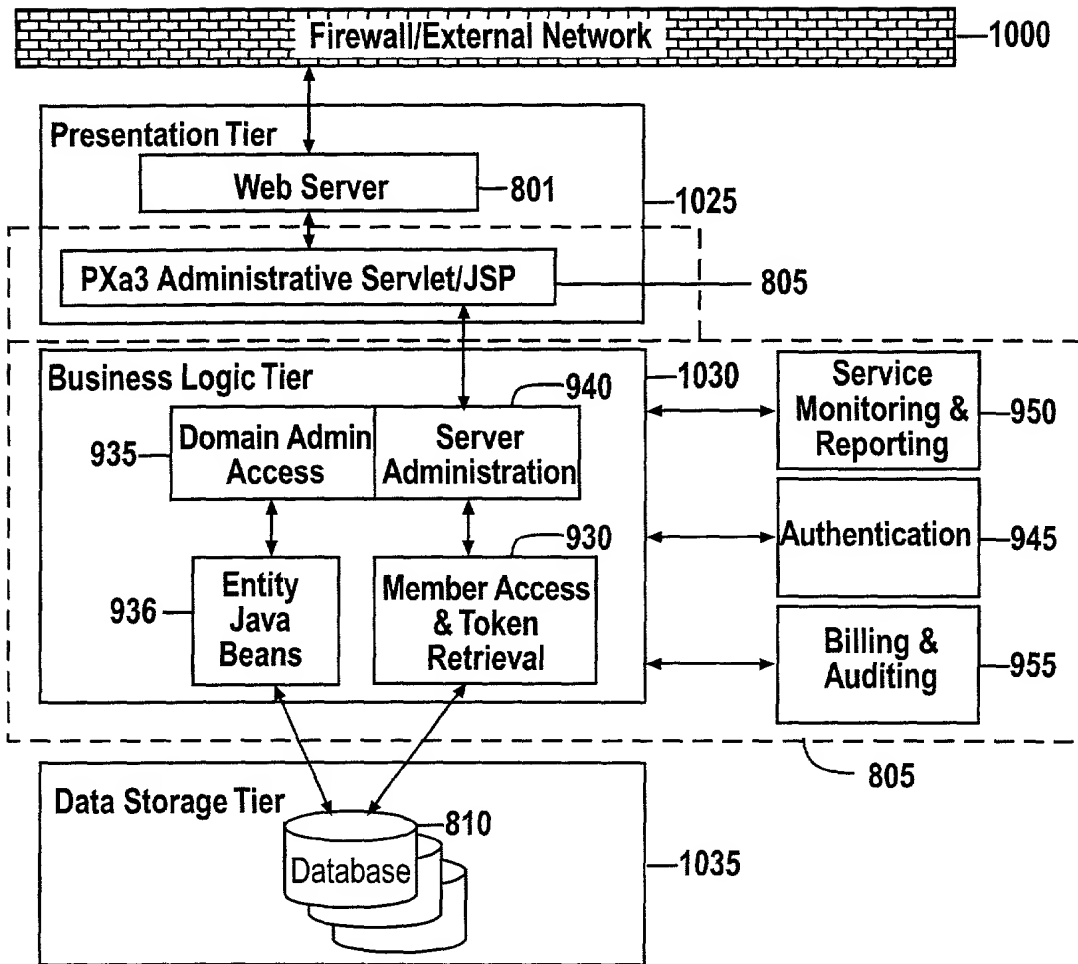 Firewall/External Network
1000
Presentation Tier
Web Server
801
1025
PXa3 Administrative Servlet/JSP
805
Business Logic Tier
1030
940
935
Domain Admin
Access
Server
Administration
930
936
Entity
Java
Beans
Member Access
& Token
Retrieval
Service
Monitoring &
Reporting
950
Authentication
945
Billing &
Auditing
955
805
Data Storage Tier
810
Database
1035